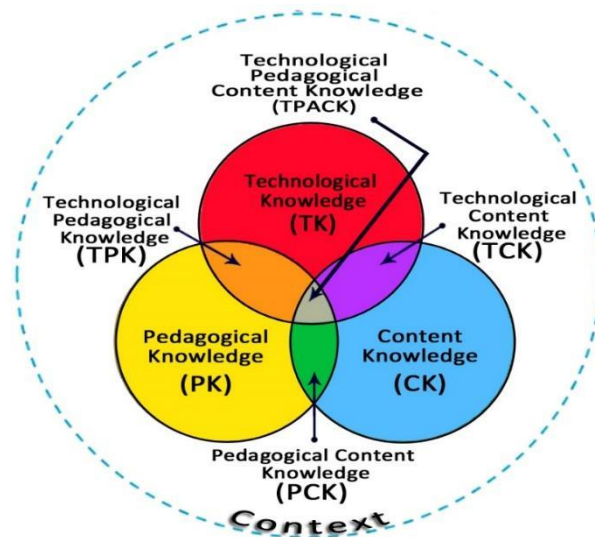 Technological
Pedagogical
Content Knowledge
(TPACK)
Technological
Knowledge
(TK)
Technological
Pedagogical
Knowledge
(TPK)
Technological
Content
Knowledge
(TCK)
Pedagogical
Knowledge
(PK)
Content
Knowledge
(CK)
Pedagogical Content
Knowledge
(PCK)
Context